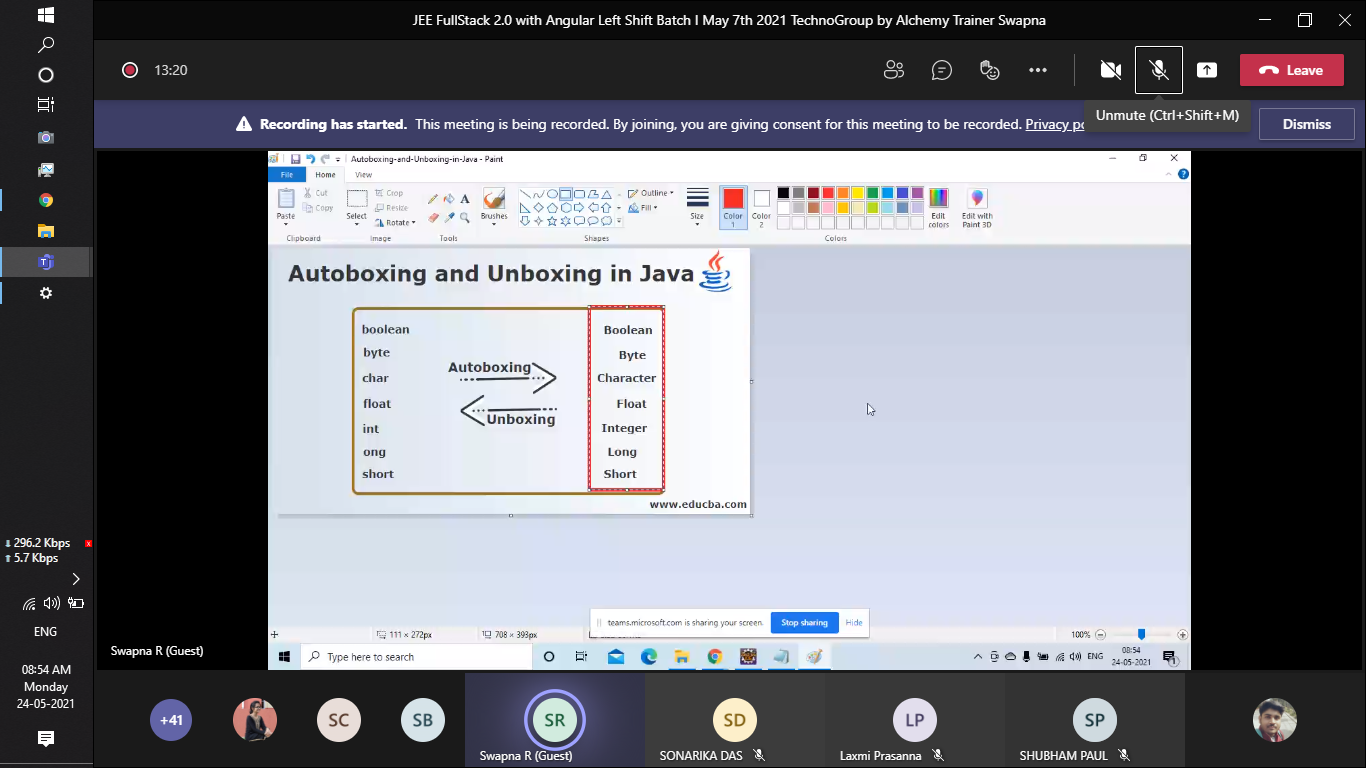 JEE FullStack 2.0 with Angular Left Shift Batch I May 7th 2021 TechnoGroup by Alchemy Trainer Swapna
13:20
Leave
Recording has started. This meeting is being recorded. By joining, you are giving consent for this meeting to be recorded. Privacy
Unmute (Ctrl+Shift+M)
Dismiss
Autoboxing-and-Unboxing-in-Java - Paint
File Home View
Paste
Cut
Copy
Clipboard
Select
Crop
Resize
Rotate
Image
A
Tools
Brushes
Shapes
Outline
Fill
Size
Color 1
Color 2
Colors
Edit colors
Edit with Paint 3D
Autoboxing and Unboxing in Java
boolean Boolean
byte Byte
Autoboxing
char Character
float Float
Unboxing
int Integer
ong Long
short Short
www.educba.com
teams.microsoft.com is sharing your screen. Stop sharing Hide
111 × 272px
708 × 393px
100%
Type here to search
ENG
08:54
24-05-2021
1
Swapna R (Guest)
296.2 Kbps
5.7 Kbps
ENG
08:54 AM
Monday
24-05-2021
+41
SC
SB
SR
Swapna R (Guest)
SD
SONARIKA DAS
LP
Laxmi Prasanna
SP
SHUBHAM PAUL